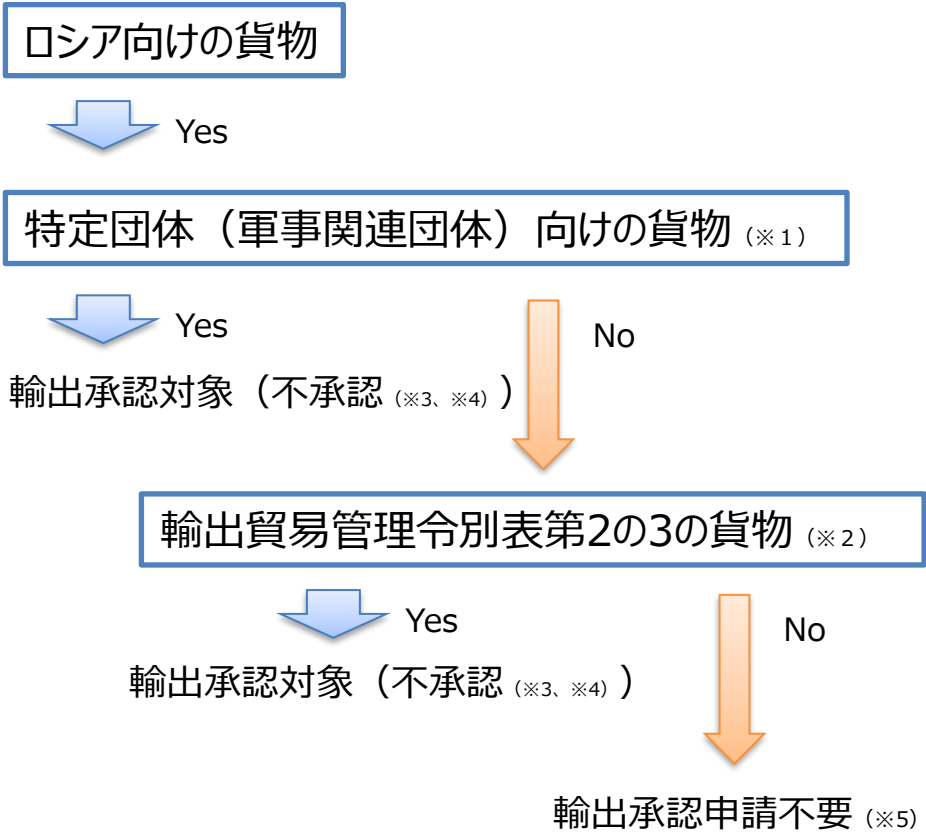 ロシア向けの貨物
Yes
特定団体（軍事関連団体）向けの貨物（※１）
Yes
No
輸出承認対象（不承認（※3、※4））
輸出貿易管理令別表第2の3の貨物（※２）
Yes
No
輸出承認対象（不承認（※3、※4））
輸出承認申請不要（※5）